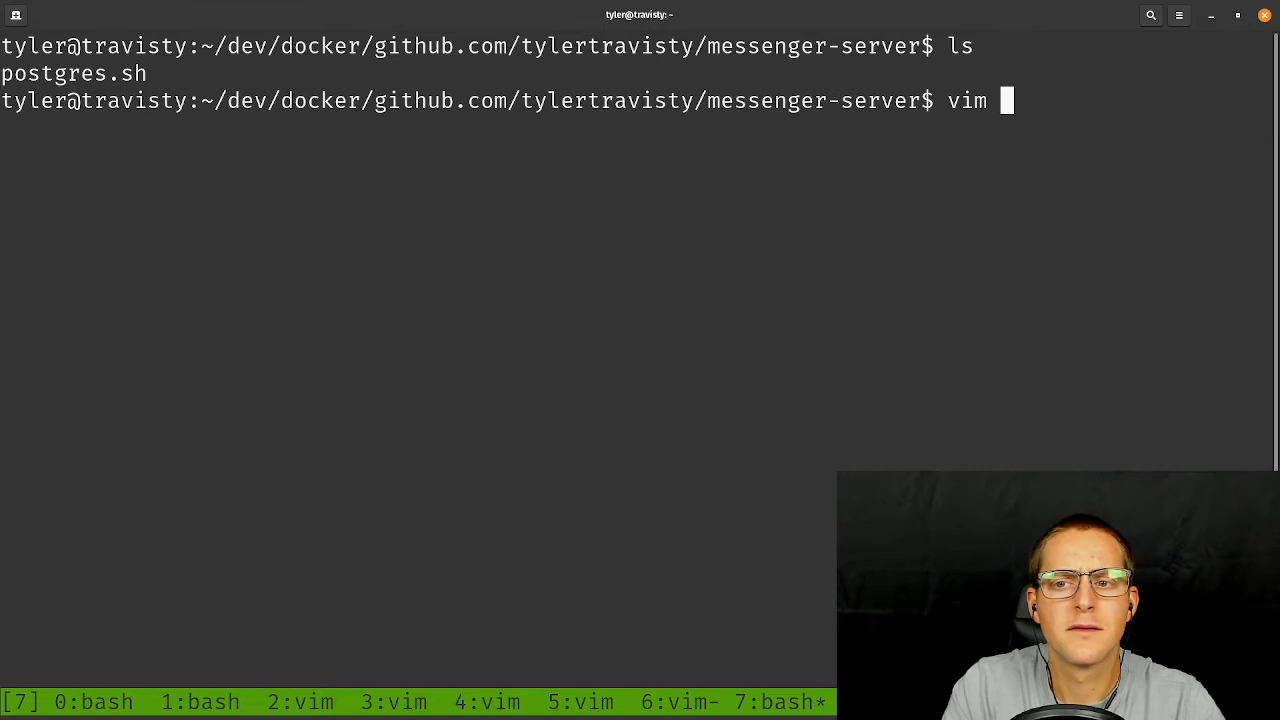 tyler@travisty: ~
tyler@travisty:~/dev/docker/github.com/tylertravisty/messenger-server$ ls
postgres.sh
tyler@travisty:~/dev/docker/github.com/tylertravisty/messenger-server$ vim
[7] 0:bash 1:bash 2:vim 3:vim 4:vim 5:vim 6:vim- 7:bash*